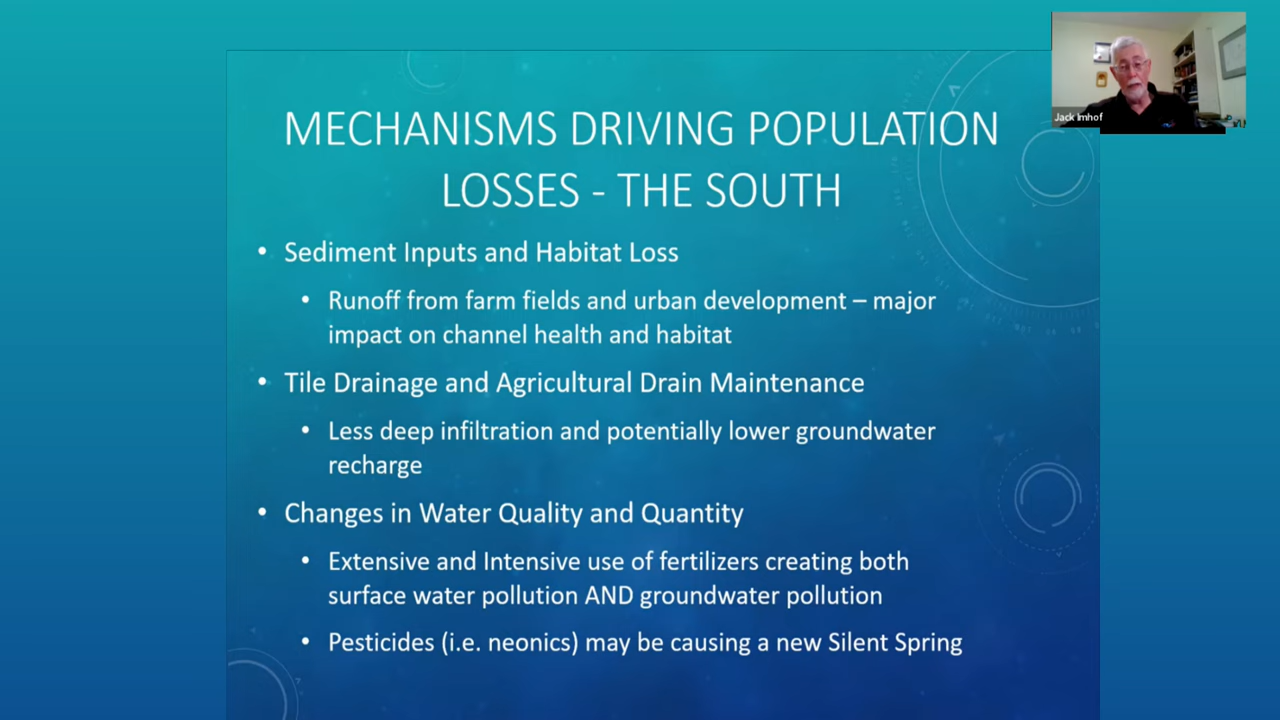 Jack Imhof
MECHANISMS DRIVING POPULATION
LOSSES - THE SOUTH
• Sediment Inputs and Habitat Loss
• Runoff from farm fields and urban development – major
impact on channel health and habitat
• Tile Drainage and Agricultural Drain Maintenance
• Less deep infiltration and potentially lower groundwater
recharge
• Changes in Water Quality and Quantity
• Extensive and Intensive use of fertilizers creating both
surface water pollution AND groundwater pollution
• Pesticides (i.e. neonics) may be causing a new Silent Spring